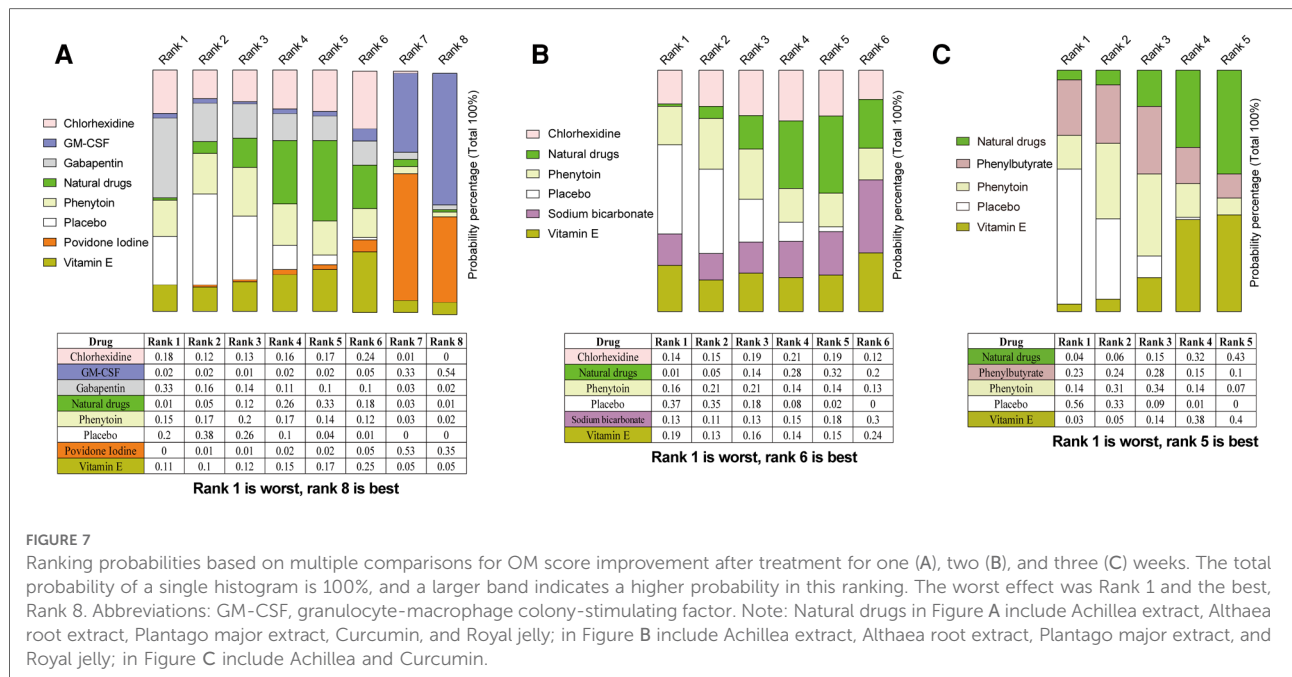 A
Rank 1 Rank 2 Rank 3 Rank 4 Rank 5 Rank 6 Rank 7 Rank 8
Chlorhexidine
GM-CSF
Gabapentin
Natural drugs
Phenytoin
Placebo
Povidone Iodine
Vitamin E
Probability percentage (Total 100%)
Drug Rank 1 Rank 2 Rank 3 Rank 4 Rank 5 Rank 6 Rank 7 Rank 8
Chlorhexidine 0.18 0.12 0.13 0.16 0.17 0.24 0.01 0
GM-CSF 0.02 0.02 0.01 0.02 0.02 0.05 0.33 0.54
Gabapentin 0.33 0.16 0.14 0.11 0.1 0.1 0.03 0.02
Natural drugs 0.01 0.05 0.12 0.26 0.33 0.18 0.03 0.01
Phenytoin 0.15 0.17 0.2 0.17 0.14 0.12 0.03 0.02
Placebo 0.2 0.38 0.26 0.1 0.04 0.01 0 0
Povidone Iodine 0 0.01 0.01 0.02 0.02 0.05 0.53 0.35
Vitamin E 0.11 0.1 0.12 0.15 0.17 0.25 0.05 0.05
Rank 1 is worst, rank 8 is best
B
Rank 1 Rank 2 Rank 3 Rank 4 Rank 5 Rank 6
Chlorhexidine
Natural drugs
Phenytoin
Placebo
Sodium bicarbonate
Vitamin E
Probability percentage (Total 100%)
Drug Rank 1 Rank 2 Rank 3 Rank 4 Rank 5 Rank 6
Chlorhexidine 0.14 0.15 0.19 0.21 0.19 0.12
Natural drugs 0.01 0.05 0.14 0.28 0.32 0.2
Phenytoin 0.16 0.21 0.21 0.14 0.14 0.13
Placebo 0.37 0.35 0.18 0.08 0.02 0
Sodium bicarbonate 0.13 0.11 0.13 0.15 0.18 0.3
Vitamin E 0.19 0.13 0.16 0.14 0.15 0.24
Rank 1 is worst, rank 6 is best
C
Rank 1 Rank 2 Rank 3 Rank 4 Rank 5
Natural drugs
Phenylbutyrate
Phenytoin
Placebo
Vitamin E
Probability percentage (Total 100%)
Drug Rank 1 Rank 2 Rank 3 Rank 4 Rank 5
Natural drugs 0.04 0.06 0.15 0.32 0.43
Phenylbutyrate 0.23 0.24 0.28 0.15 0.1
Phenytoin 0.14 0.31 0.34 0.14 0.07
Placebo 0.56 0.33 0.09 0.01 0
Vitamin E 0.03 0.05 0.14 0.38 0.4
Rank 1 is worst, rank 5 is best
FIGURE 7
Ranking probabilities based on multiple comparisons for OM score improvement after treatment for one (A), two (B), and three (C) weeks. The total
probability of a single histogram is 100%, and a larger band indicates a higher probability in this ranking. The worst effect was Rank 1 and the best,
Rank 8. Abbreviations: GM-CSF, granulocyte-macrophage colony-stimulating factor. Note: Natural drugs in Figure A include Achillea extract, Althaea
root extract, Plantago major extract, Curcumin, and Royal jelly; in Figure B include Achillea extract, Althaea root extract, Plantago major extract, and
Royal jelly; in Figure C include Achillea and Curcumin.